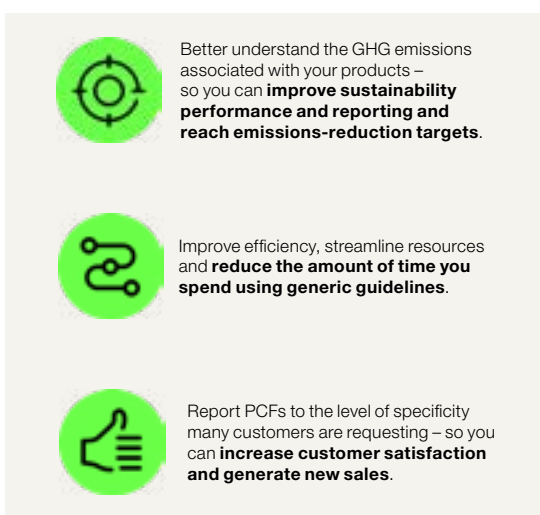 Better understand the GHG emissions
associated with your products –
so you can improve sustainability
performance and reporting and
reach emissions-reduction targets.
Improve efficiency, streamline resources
and reduce the amount of time you
spend using generic guidelines.
Report PCFs to the level of specificity
many customers are requesting – so you
can increase customer satisfaction
and generate new sales.